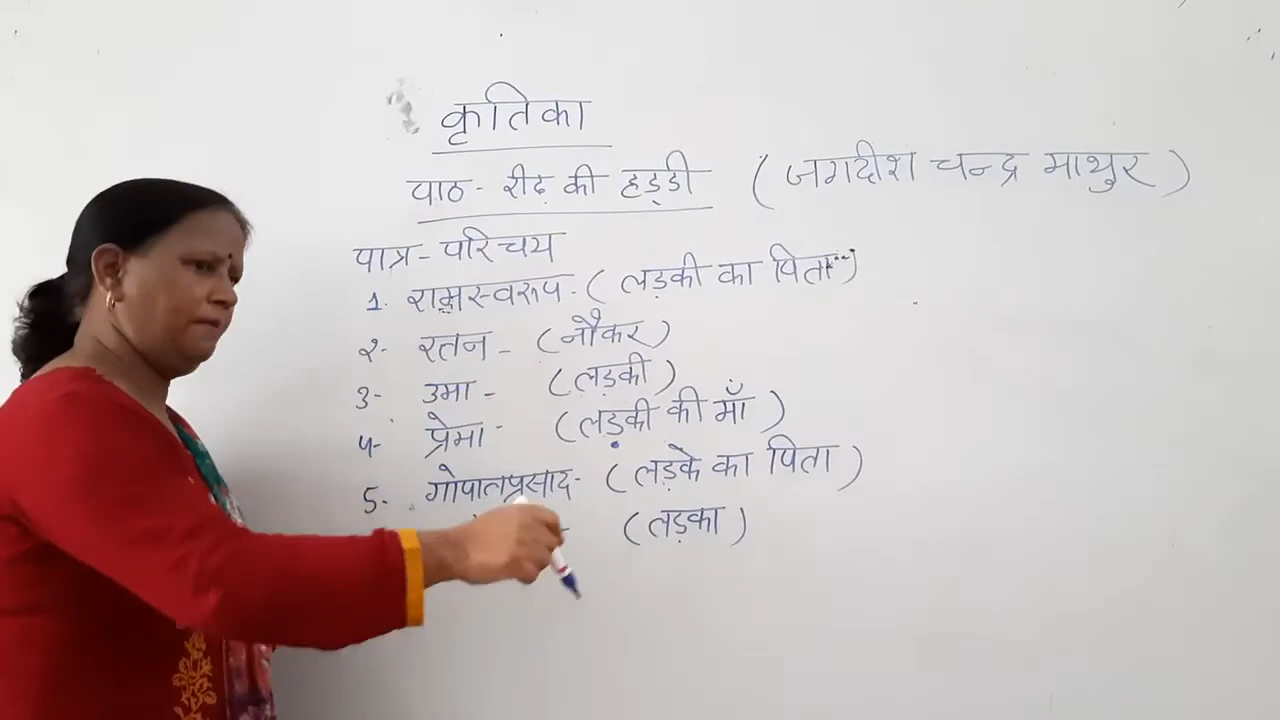 कृतिका
पाठ - रीढ़ की हड्डी (जगदीश चन्द्र माथुर)
पात्र - परिचय
1. रामस्वरूप - (लड़की का पिता)
२- रतन - (नौकर)
3- उमा - (लड़की)
4- प्रेमा - (लड़की की माँ)
5- गोपालप्रसाद - (लड़के का पिता)
(लड़का)